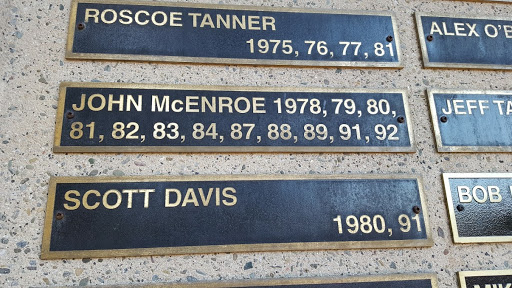 ROSCOE TANNER
1975, 76, 77, 81
JOHN McENROE 1978, 79, 80,
81, 82, 83, 84, 87, 88, 89, 91, 92
SCOTT DAVIS
1980, 91
ALEX
JEFF
BOB